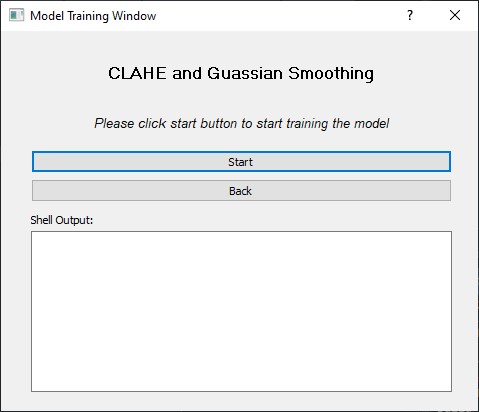 Model Training Window
?
CLAHE and Guassian Smoothing
Please click start button to start training the model
Start
Back
Shell Output: